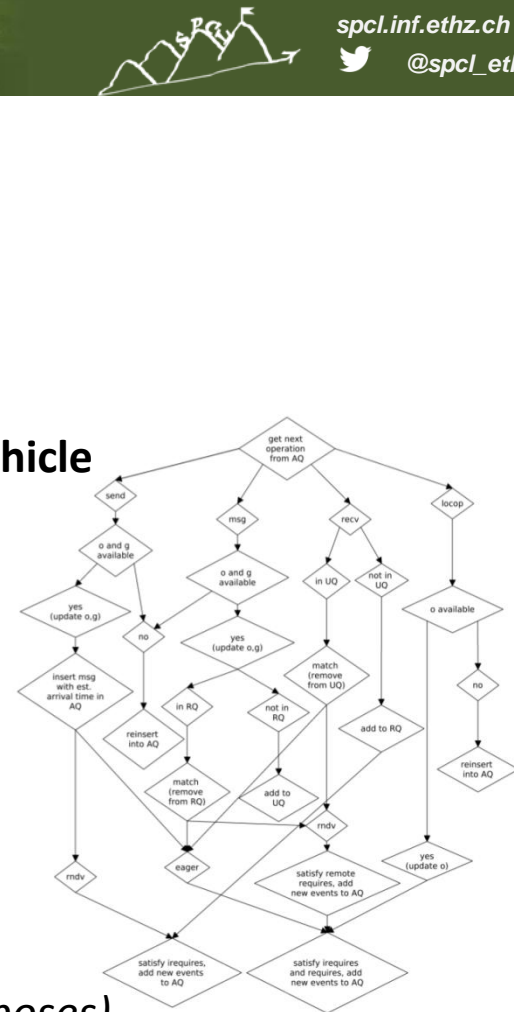 SPCL
spcl.inf.ethz.ch
@spcl_eth
hicle
get next
operation
from AQ
send
msg
recv
locop
o and g
available
o and g
available
in UQ
not in
UQ
o available
yes
(update o,g)
no
yes
(update o,g)
insert msg
with est.
arrival time in
AQ
match
(remove
from UQ)
no
in RQ
not in
RQ
add to RQ
reinsert
into AQ
reinsert
into AQ
match
(remove
from RQ)
add to
UQ
rndv
rndv
eager
yes
(update o)
satisfy remote
requires, add
new events to AQ
satisfy irequires,
add new events
to AQ
satisfy irequires
and requires, add
new events to AQ